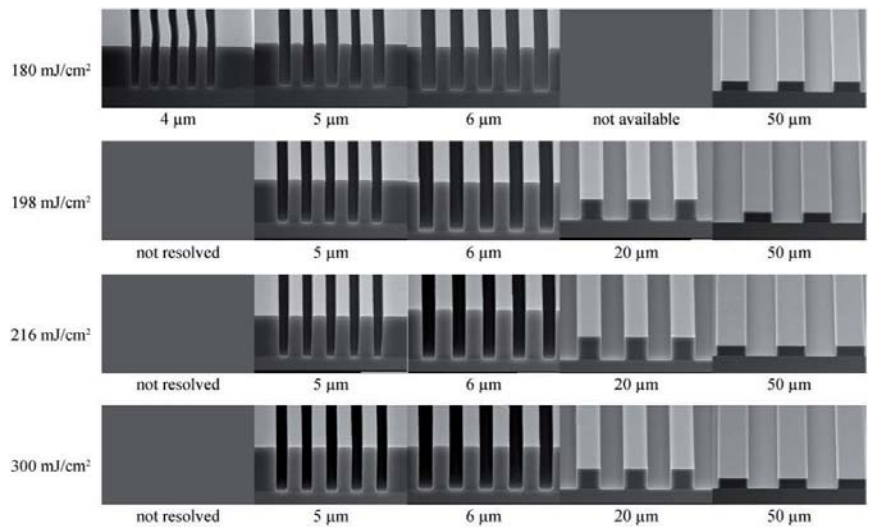 180 mJ/cm²
4 µm 5 µm 6 µm not available 50 µm
198 mJ/cm²
not resolved 5 µm 6 µm 20 µm 50 µm
216 mJ/cm²
not resolved 5 µm 6 µm 20 µm 50 µm
300 mJ/cm²
not resolved 5 µm 6 µm 20 µm 50 µm